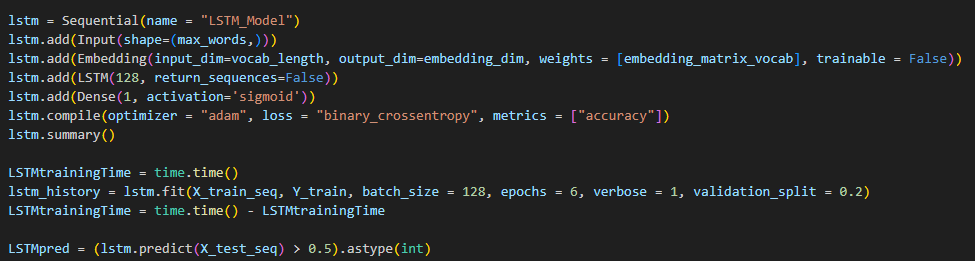 lstm = Sequential(name = "LSTM_Model")
lstm.add(Input(shape=(max_words,)))
lstm.add(Embedding(input_dim=vocab_length, output_dim=embedding_dim, weights = [embedding_matrix_vocab], trainable = False))
lstm.add(LSTM(128, return_sequences=False))
lstm.add(Dense(1, activation='sigmoid'))
lstm.compile(optimizer = "adam", loss = "binary_crossentropy", metrics = ["accuracy"])
lstm.summary()

LSTMtrainingTime = time.time()
lstm_history = lstm.fit(X_train_seq, Y_train, batch_size = 128, epochs = 6, verbose = 1, validation_split = 0.2)
LSTMtrainingTime = time.time() - LSTMtrainingTime

LSTMpred = (lstm.predict(X_test_seq) > 0.5).astype(int)